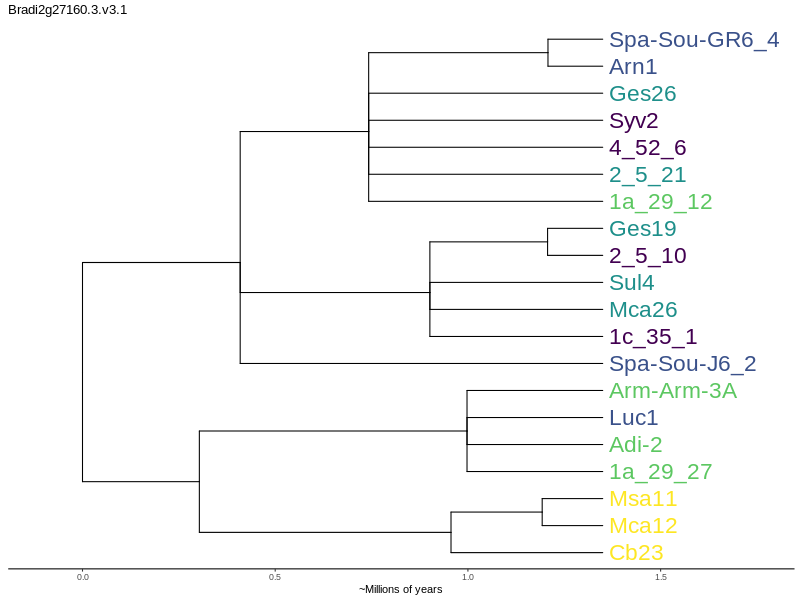 Bradi2g27160.3.v3.1
Spa-Sou-GR6_4
Arn1
Ges26
Syv2
4_52_6
2_5_21
1a_29_12
Ges19
2_5_10
Sul4
Mca26
1c_35_1
Spa-Sou-J6_2
Arm-Arm-3A
Luc1
Adi-2
1a_29_27
Msa11
Mca12
Cb23
0.0 0.5 1.0 1.5
~Millions of years